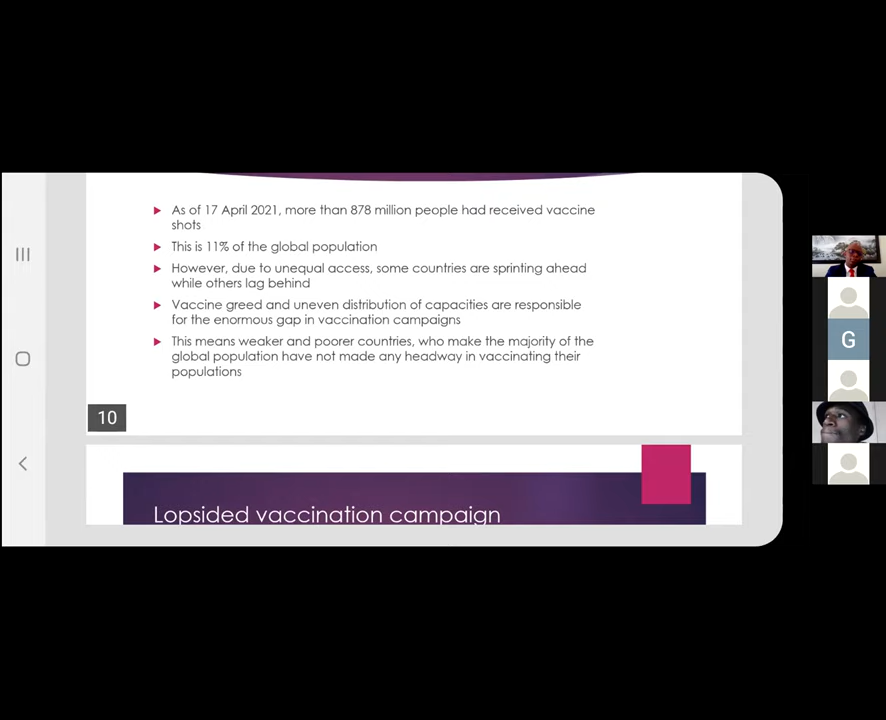 As of 17 April 2021, more than 878 million people had received vaccine
shots
This is 11% of the global population
However, due to unequal access, some countries are sprinting ahead
while others lag behind
Vaccine greed and uneven distribution of capacities are responsible
for the enormous gap in vaccination campaigns
This means weaker and poorer countries, who make the majority of the
global population have not made any headway in vaccinating their
populations
10
Lopsided vaccination campaign
G